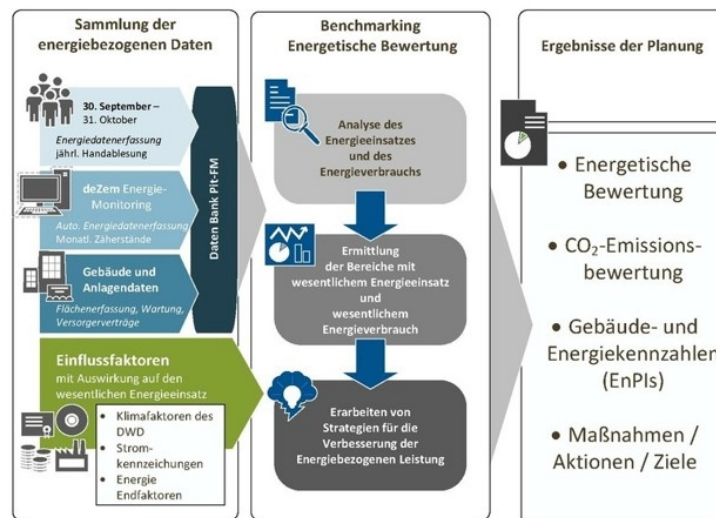 Sammlung der
energiebezogenen Daten
30. September –
31. Oktober
Energiedatenerfassung
jährl. Handablesung
deZem Energie-
Monitoring
Auto. Energiedatenerfassung
Monatl. Zäherstände
Gebäude und
Anlagendaten
Flächenerfassung, Wartung,
Versorgerverträge
Daten Bank Pit-FM
Einflussfaktoren
mit Auswirkung auf den
wesentlichen Energieeinsatz
• Klimafaktoren des
DWD
• Strom-
kennzeichungen
• Energie
Endfaktoren
Benchmarking
Energetische Bewertung
Analyse des
Energieeinsatzes
und des
Energieverbrauchs
Ermittlung
der Bereiche mit
wesentlichem Energieeinsatz
und
wesentlichem
Energieverbrauch
Erarbeiten von
Strategien für die
Verbesserung der
Energiebezogenen Leistung
Ergebnisse der Planung
• Energetische
Bewertung
• CO₂-Emissions-
bewertung
• Gebäude- und
Energiekennzahlen
(EnPIs)
• Maßnahmen /
Aktionen / Ziele